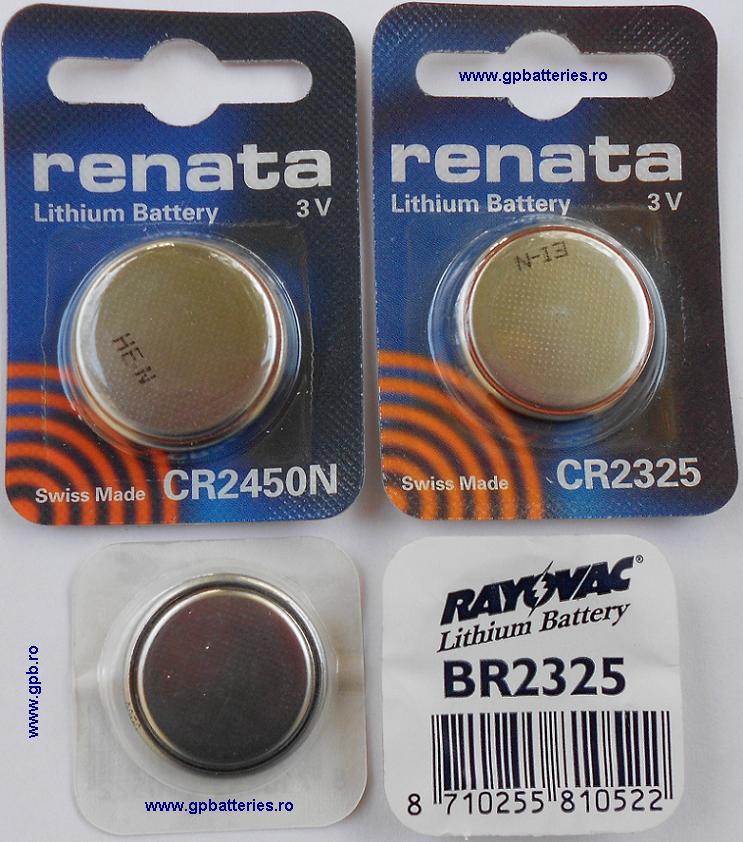 renata
Lithium Battery 3 V
HE-N
Swiss Made CR2450N
www.gpbatteries.ro
renata
Lithium Battery 3 V
N-13
Swiss Made CR2325
www.gpb.ro
www.gpbatteries.ro
RAYOVAC®
Lithium Battery
BR2325
8 710255 810522